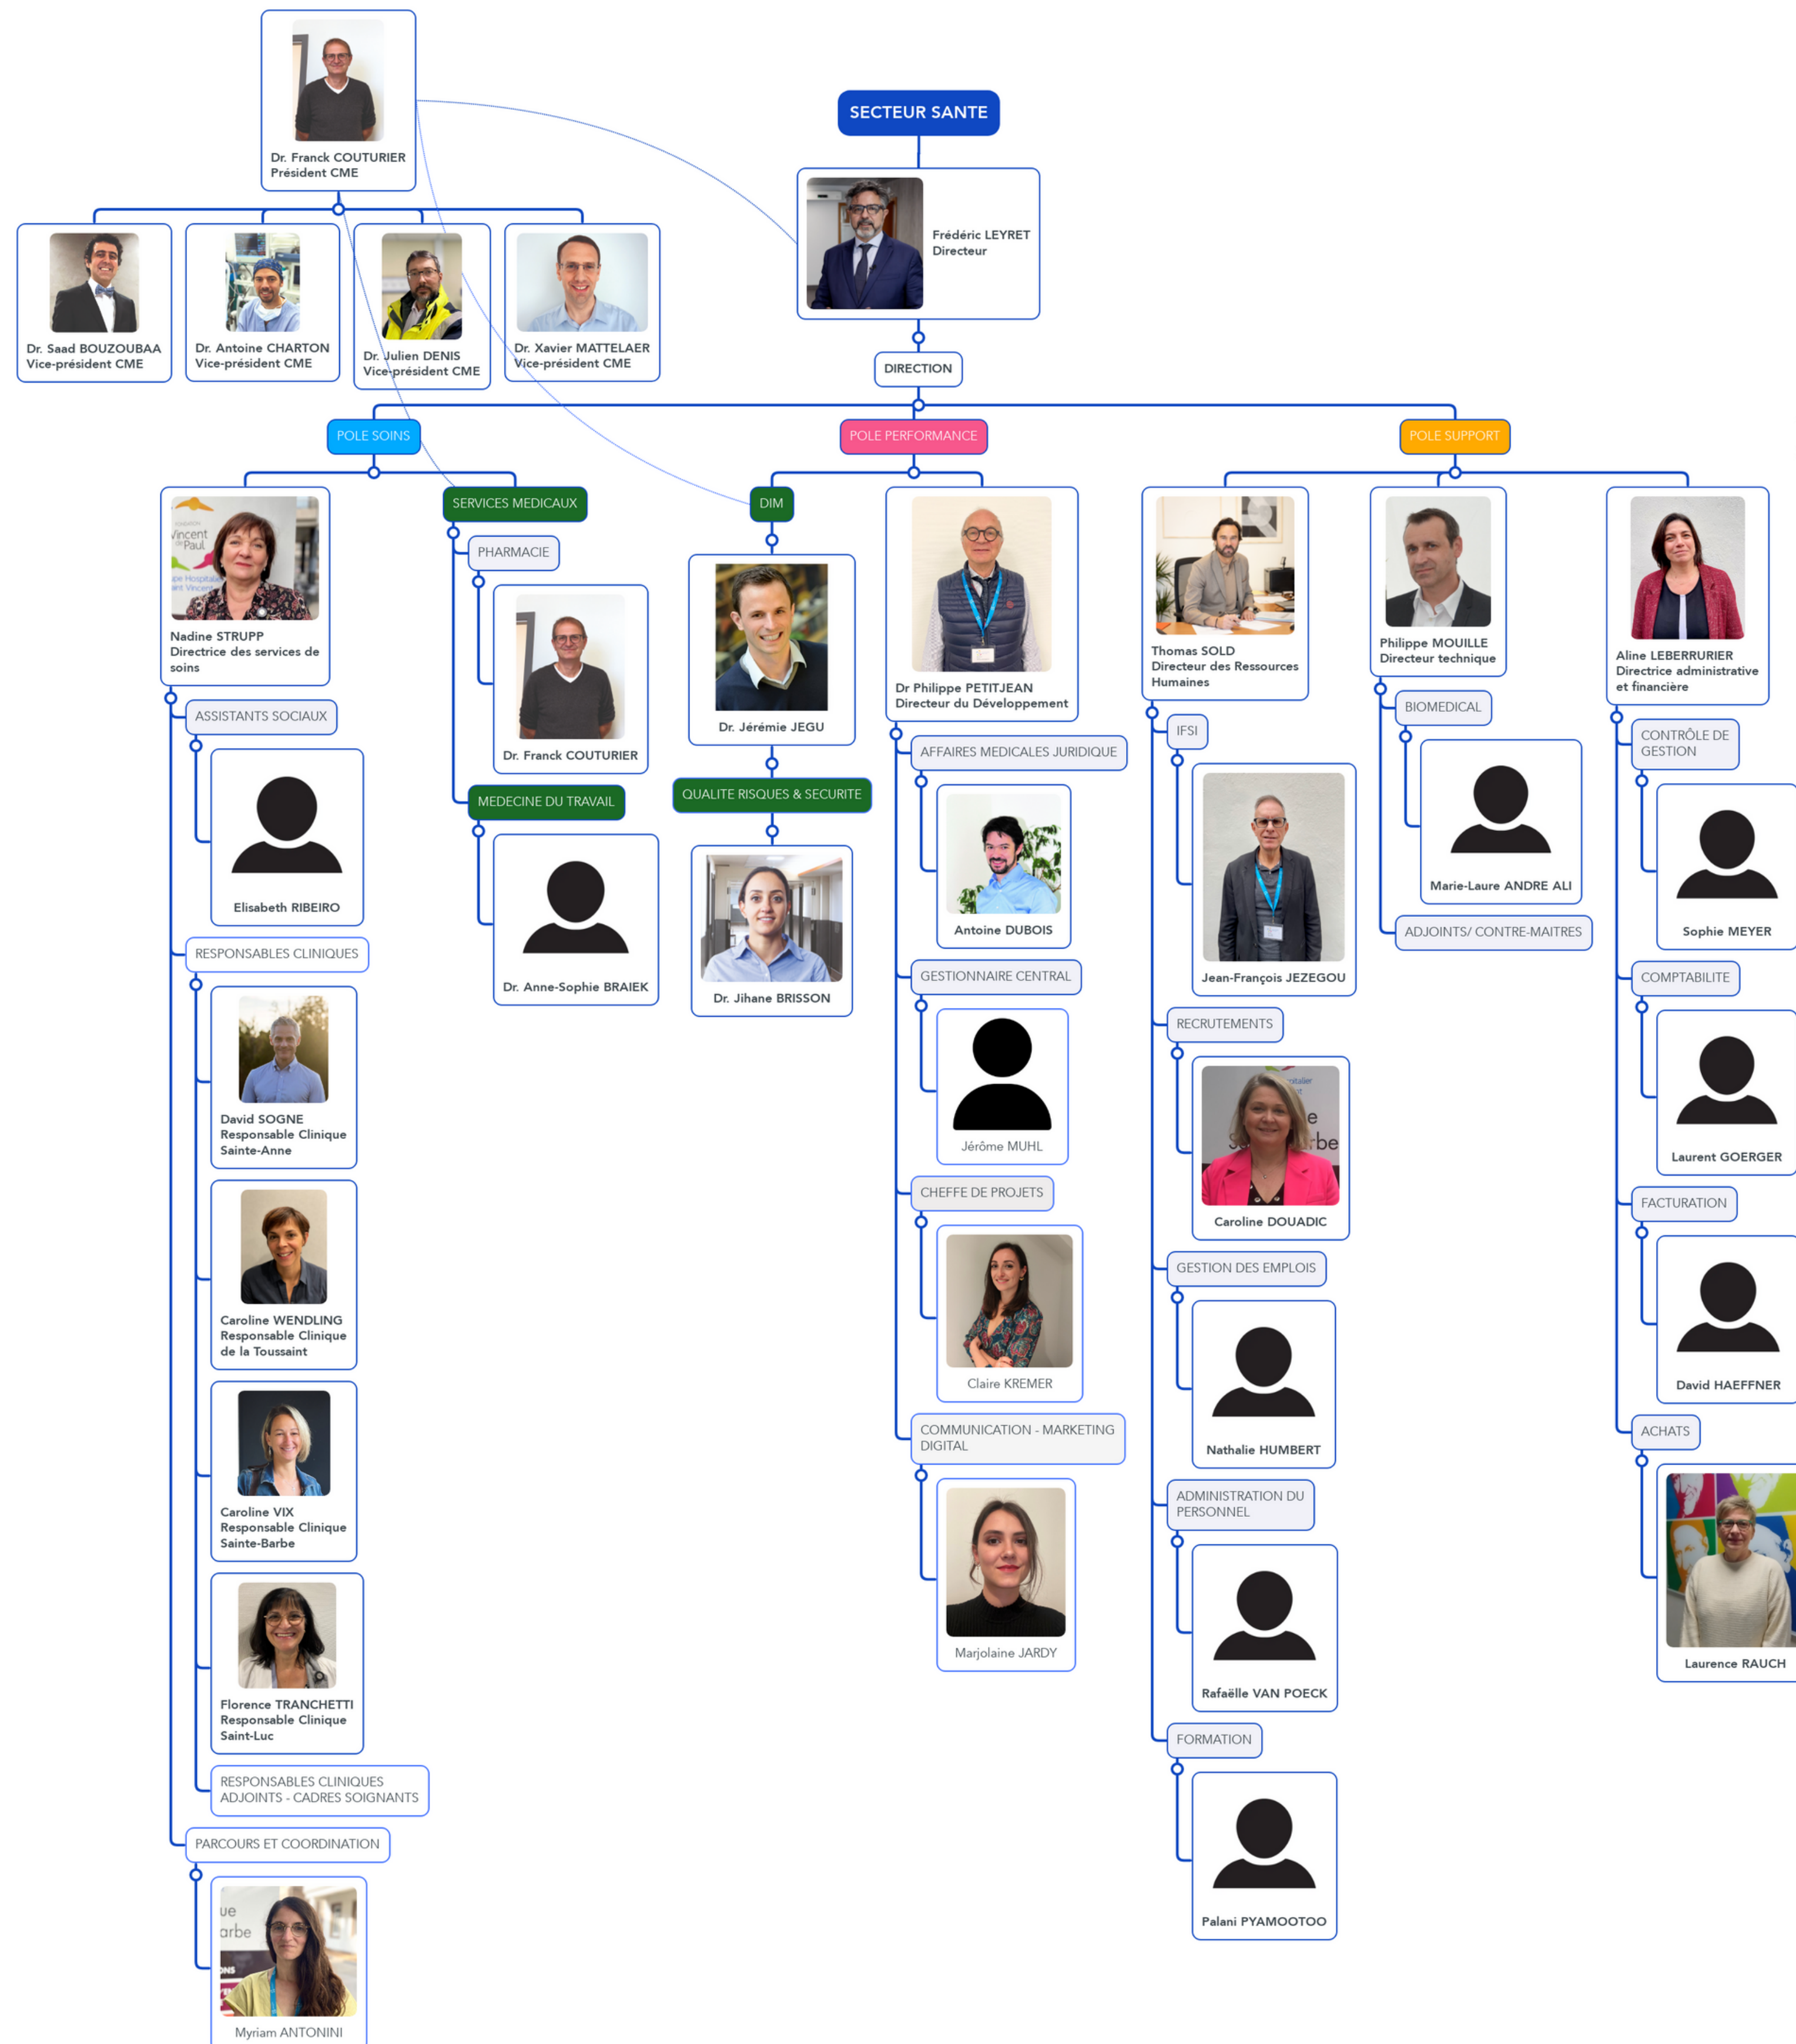 Dr. Franck COUTURIER
Président CME
SECTEUR SANTE
Frédéric LEYRET
Directeur
Dr. Saad BOUZOUBAA
Vice-président CME
Dr. Antoine CHARTON
Vice-président CME
Dr. Julien DENIS
Vice-président CME
Dr. Xavier MATTELAER
Vice-président CME
DIRECTION
POLE SOINS
POLE PERFORMANCE
POLE SUPPORT
FONDATION
Vincent
de Paul
Nadine STRUPP
Directrice des services de
soins
ASSISTANTS SOCIAUX
Elisabeth RIBEIRO
RESPONSABLES CLINIQUES
David SOGNE
Responsable Clinique
Sainte-Anne
Caroline WENDLING
Responsable Clinique
de la Toussaint
Caroline VIX
Responsable Clinique
Sainte-Barbe
Florence TRANCHETTI
Responsable Clinique
Saint-Luc
RESPONSABLES CLINIQUES
ADJOINTS - CADRES SOIGNANTS
PARCOURS ET COORDINATION
Myriam ANTONINI
SERVICES MEDICAUX
PHARMACIE
Dr. Franck COUTURIER
MEDECINE DU TRAVAIL
Dr. Anne-Sophie BRAIEK
DIM
Dr. Jérémie JEGU
QUALITE RISQUES & SECURITE
Dr. Jihane BRISSON
Dr Philippe PETITJEAN
Directeur du Développement
AFFAIRES MEDICALES JURIDIQUE
Antoine DUBOIS
GESTIONNAIRE CENTRAL
Jérôme MUHL
CHEFFE DE PROJETS
Claire KREMER
COMMUNICATION - MARKETING
DIGITAL
Marjolaine JARDY
Thomas SOLD
Directeur des Ressources
Humaines
IFSI
Jean-François JEZEGOU
RECRUTEMENTS
Caroline DOUADIC
GESTION DES EMPLOIS
Nathalie HUMBERT
ADMINISTRATION DU
PERSONNEL
Rafaëlle VAN POECK
FORMATION
Palani PYAMOOTOO
Philippe MOUILLE
Directeur technique
BIOMEDICAL
Marie-Laure ANDRE ALI
ADJOINTS/ CONTRE-MAITRES
Aline LEBERRURIER
Directrice administrative
et financière
CONTRÔLE DE
GESTION
Sophie MEYER
COMPTABILITE
Laurent GOERGER
FACTURATION
David HAEFFNER
ACHATS
Laurence RAUCH